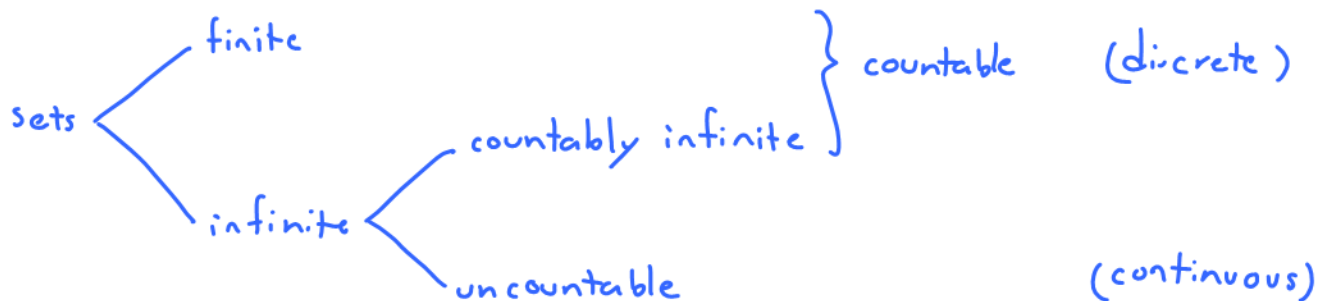 finite
countable (discrete)
sets
countably infinite
infinite
uncountable (continuous)